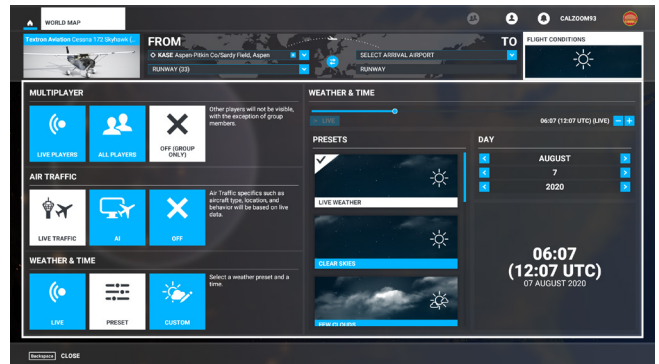 WORLD MAP
CALZOOM93
Textron Aviation Cessna 172 Skyhawk (...
FROM
KASE Aspen-Pitkin Co/Sardy Field, Aspen
RUNWAY (33)
TO
SELECT ARRIVAL AIRPORT
RUNWAY
FLIGHT CONDITIONS
MULTIPLAYER
LIVE PLAYERS
ALL PLAYERS
OFF (GROUP
ONLY)
Other players will not be visible,
with the exception of group
members.
AIR TRAFFIC
LIVE TRAFFIC
AI
OFF
Air Traffic specifics such as
aircraft type, location, and
behavior will be based on live
data.
WEATHER & TIME
LIVE
PRESET
CUSTOM
Select a weather preset and a
time.
WEATHER & TIME
LIVE
06:07 (12:07 UTC) (LIVE)
PRESETS
LIVE WEATHER
CLEAR SKIES
FEW CLOUDS
DAY
AUGUST
7
2020
06:07
(12:07 UTC)
07 AUGUST 2020
Backspace CLOSE